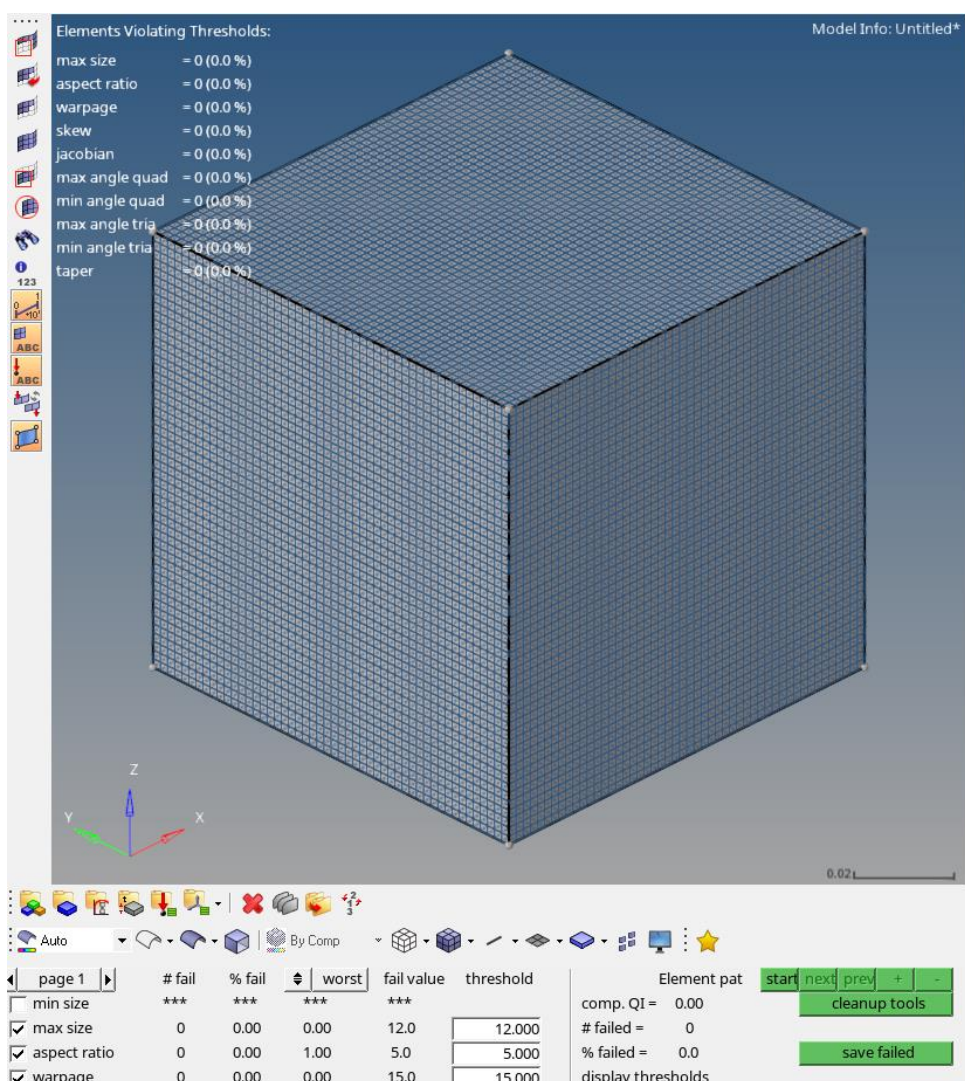 Elements Violating Thresholds:
Model Info: Untitled*
max size = 0 (0.0 %)
aspect ratio = 0 (0.0 %)
warpage = 0 (0.0 %)
skew = 0 (0.0 %)
jacobian = 0 (0.0 %)
max angle quad = 0 (0.0 %)
min angle quad = 0 (0.0 %)
max angle tria = 0 (0.0 %)
min angle tria = 0 (0.0 %)
taper = 0 (0.0 %)
123
0 1
+10'
ABC
ABC
Z
Y X
0.02
Auto By Comp
page 1 # fail % fail worst fail value threshold Element pat start next prev + -
min size *** *** *** *** comp. QI = 0.00 cleanup tools
max size 0 0.00 0.00 12.0 12.000 # failed = 0
aspect ratio 0 0.00 1.00 5.0 5.000 % failed = 0.0 save failed
warpage 0 0.00 0.00 15.0 15.000 display thresholds